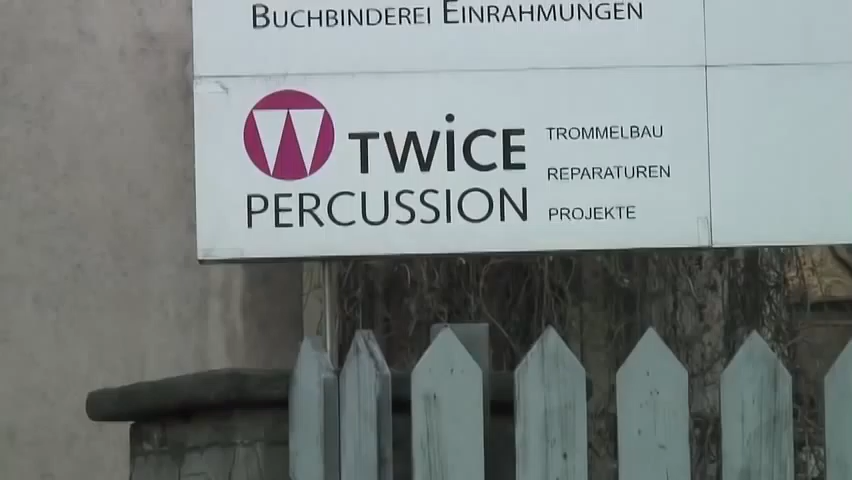 BUCHBINDEREI EINRAHMUNGEN
TWiCE
PERCUSSION
TROMMELBAU
REPARATUREN
PROJEKTE